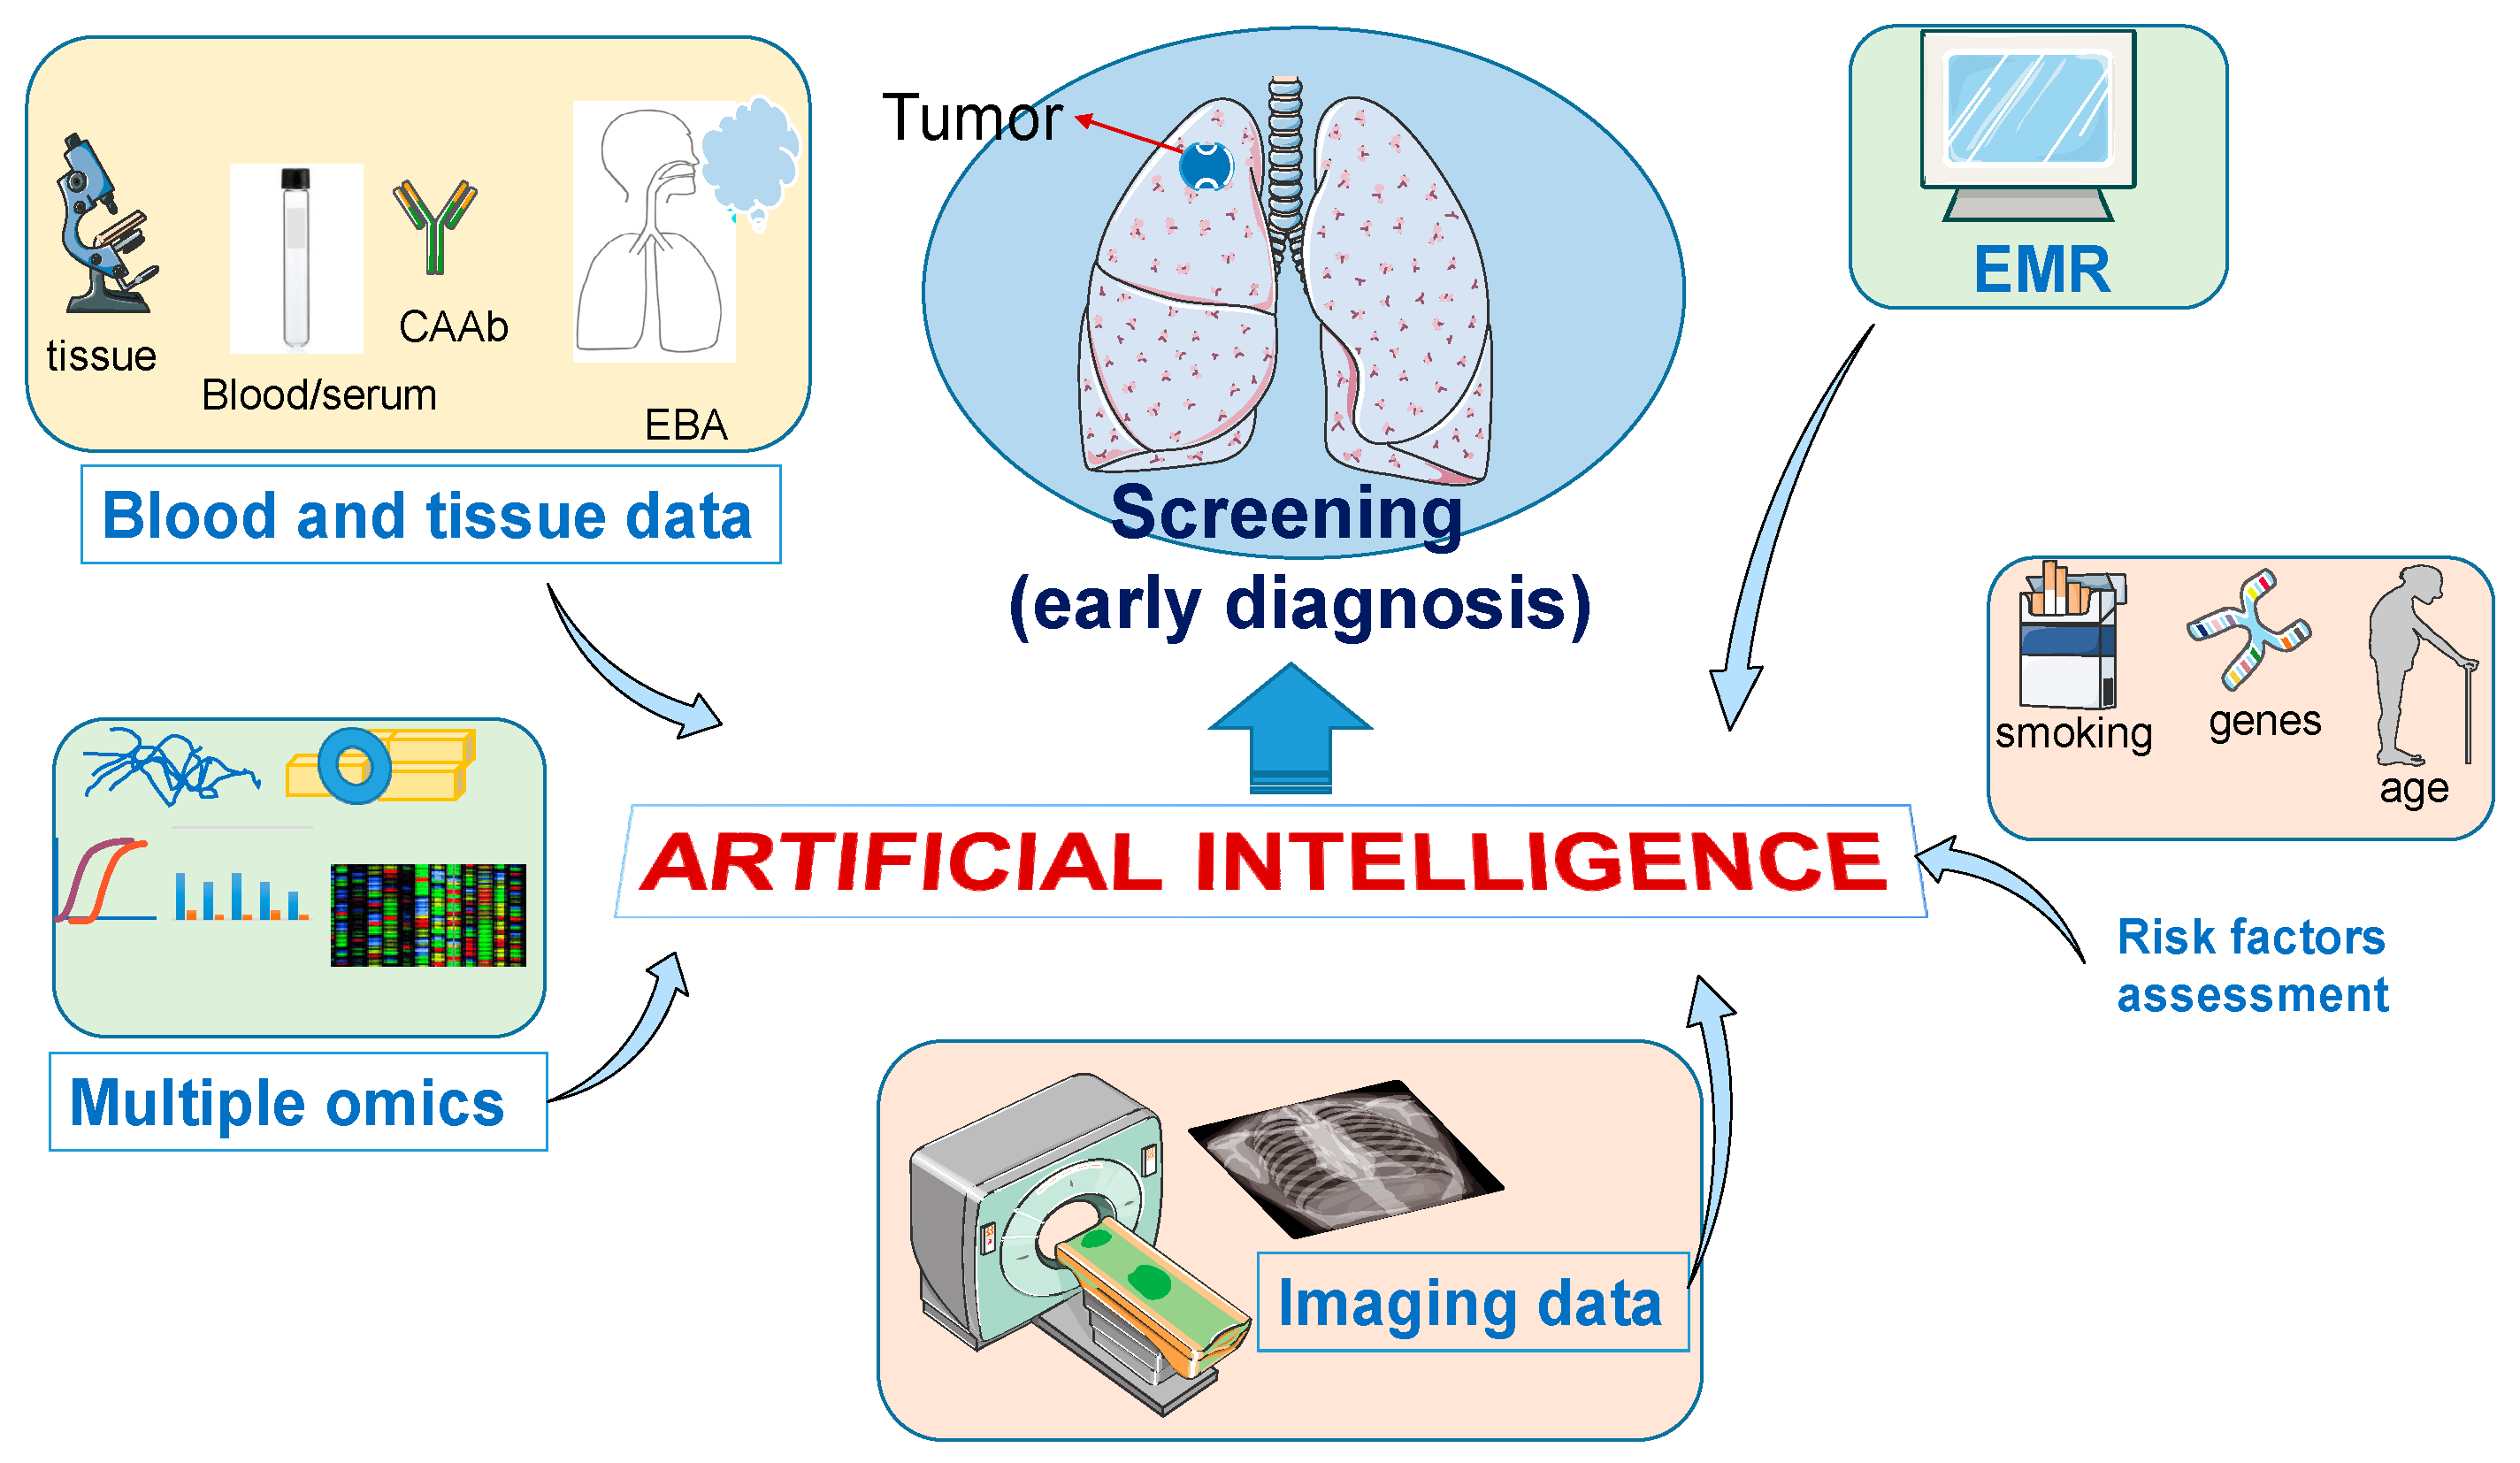 Tumor
EMR
tissue
Blood/serum
CAAb
EBA
Blood and tissue data
Screening
(early diagnosis)
smoking
genes
age
ARTIFICIAL INTELLIGENCE
Risk factors
assessment
Multiple omics
Imaging data